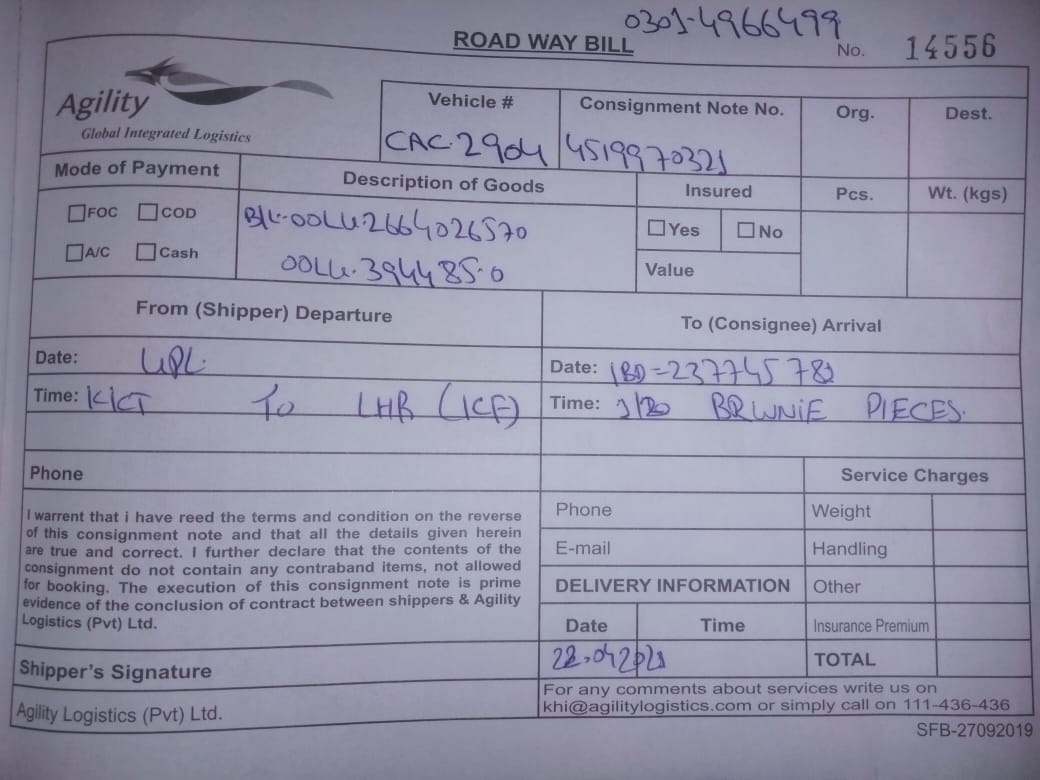 0301-4966499
ROAD WAY BILL
No. 14556
Agility
Global Integrated Logistics
Vehicle # Consignment Note No. Org. Dest.
CAC-2904 4519970321
Mode of Payment Description of Goods Insured Pcs. Wt. (kgs)
FOC COD B/L-OOLU.2664026570 Yes No
A/C Cash OOLU.394485-0 Value
From (Shipper) Departure To (Consignee) Arrival
Date: UPL. Date:
Time: KICT To LHR (ICF) Time: 1/20 BRWNiE PIECES.
Phone Service Charges
I warrent that i have reed the terms and condition on the reverse
of this consignment note and that all the details given herein
are true and correct. I further declare that the contents of the
consignment do not contain any contraband items, not allowed
for booking. The execution of this consignment note is prime
evidence of the conclusion of contract between shippers & Agility
Logistics (Pvt) Ltd.
Phone Weight
E-mail Handling
DELIVERY INFORMATION Other
Date Time Insurance Premium
22.042021 TOTAL
Shipper's Signature
Agility Logistics (Pvt) Ltd.
For any comments about services write us on
khi@agilitylogistics.com or simply call on 111-436-436
SFB-27092019